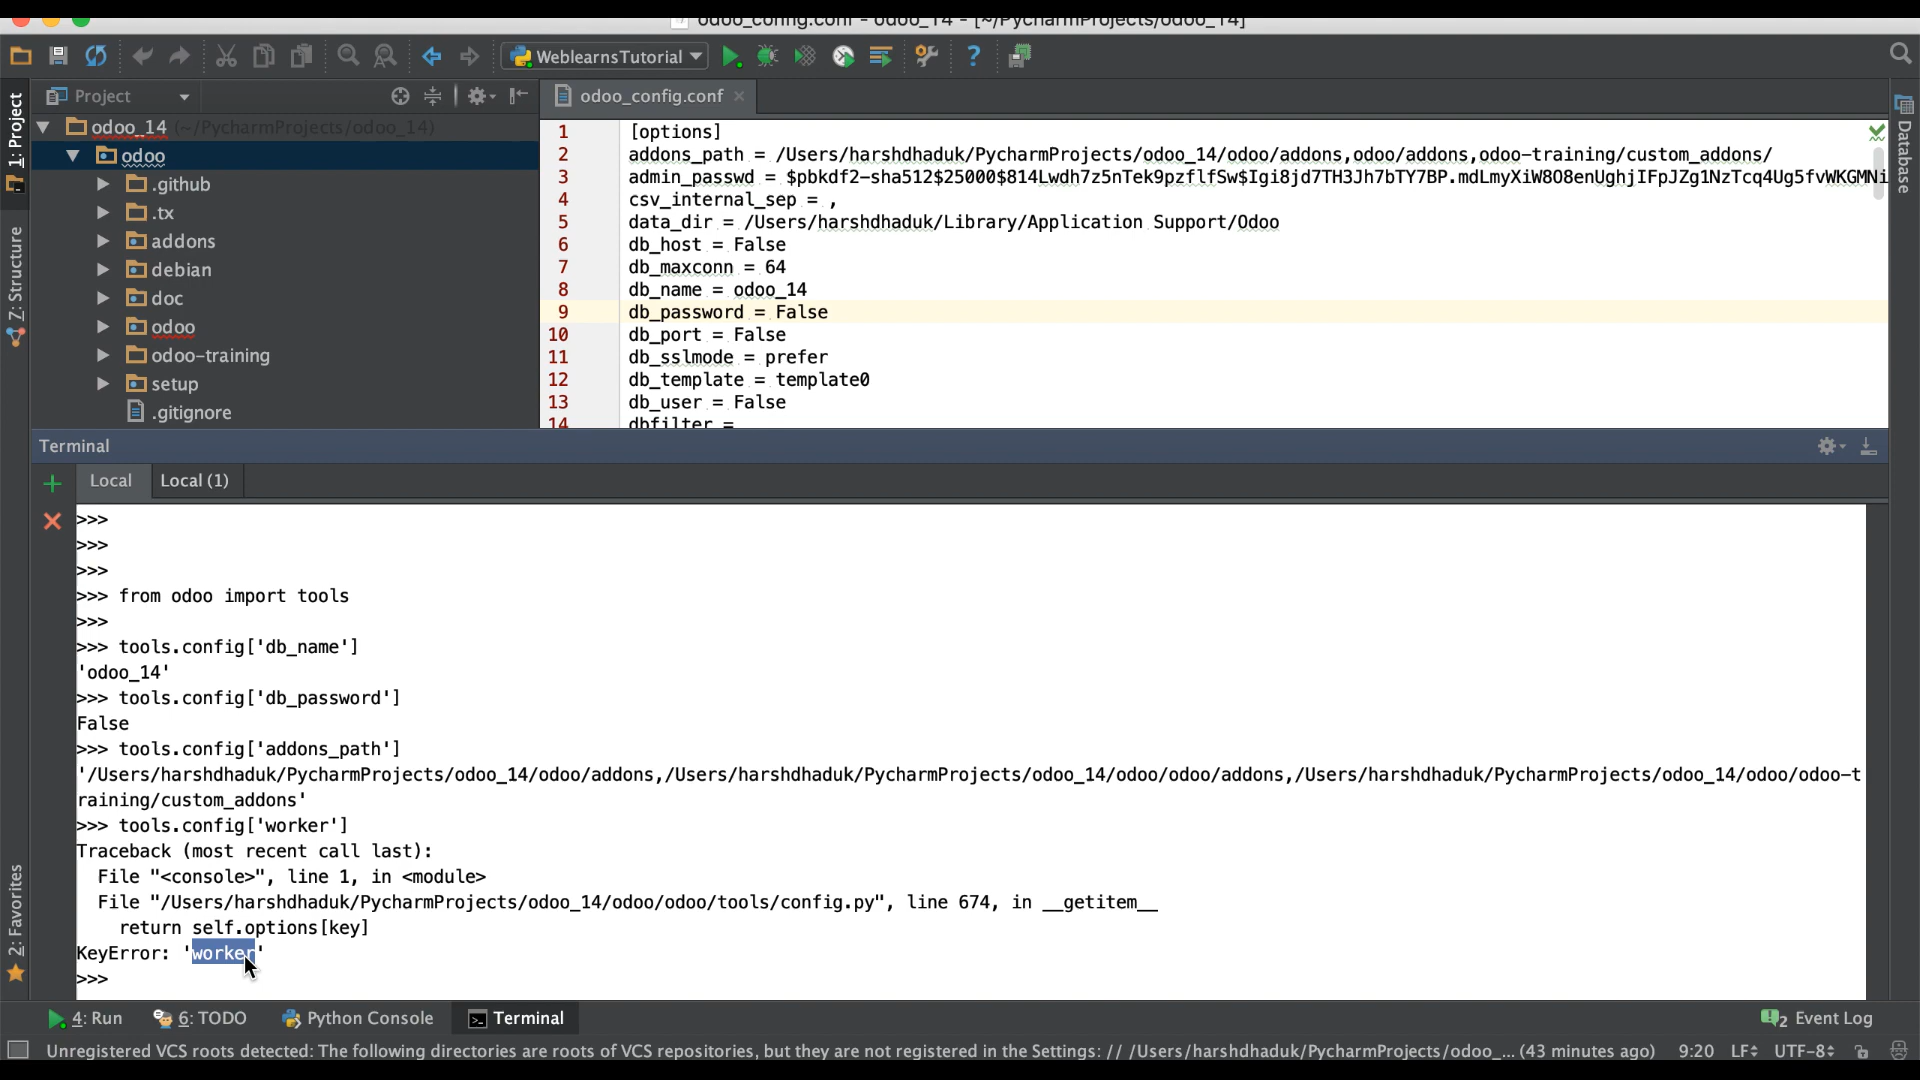 odoo_config.conf - odoo_14 - [~/PycharmProjects/odoo_14]
WeblearnsTutorial
Project
odoo_config.conf
1: Project
Z: Structure
2: Favorites
Database
odoo_14 (~/PycharmProjects/odoo_14)
odoo
.github
.tx
addons
debian
doc
odoo
odoo-training
setup
.gitignore
1 [options]
2 addons_path = /Users/harshdhaduk/PycharmProjects/odoo_14/odoo/addons,odoo/addons,odoo-training/custom_addons/
3 admin_passwd = $pbkdf2-sha512$25000$814Lwdh7z5nTek9pzflfSw$Igi8jd7TH3Jh7bTY7BP.mdLmyXiW8O8enUghjIFpJZg1NzTcq4Ug5fvWKGMNi
4 csv_internal_sep = ,
5 data_dir = /Users/harshdhaduk/Library/Application Support/Odoo
6 db_host = False
7 db_maxconn = 64
8 db_name = odoo_14
9 db_password = False
10 db_port = False
11 db_sslmode = prefer
12 db_template = template0
13 db_user = False
14 dbfilter =
Terminal
Local Local (1)
>>>
>>>
>>>
>>> from odoo import tools
>>>
>>> tools.config['db_name']
'odoo_14'
>>> tools.config['db_password']
False
>>> tools.config['addons_path']
'/Users/harshdhaduk/PycharmProjects/odoo_14/odoo/addons,/Users/harshdhaduk/PycharmProjects/odoo_14/odoo/odoo/addons,/Users/harshdhaduk/PycharmProjects/odoo_14/odoo/odoo-t
raining/custom_addons'
>>> tools.config['worker']
Traceback (most recent call last):
File "<console>", line 1, in <module>
File "/Users/harshdhaduk/PycharmProjects/odoo_14/odoo/odoo/tools/config.py", line 674, in __getitem__
return self.options[key]
KeyError: 'worker'
>>>
4: Run 6: TODO Python Console Terminal 2 Event Log
Unregistered VCS roots detected: The following directories are roots of VCS repositories, but they are not registered in the Settings: // /Users/harshdhaduk/PycharmProjects/odoo_... (43 minutes ago) 9:20 LF UTF-8